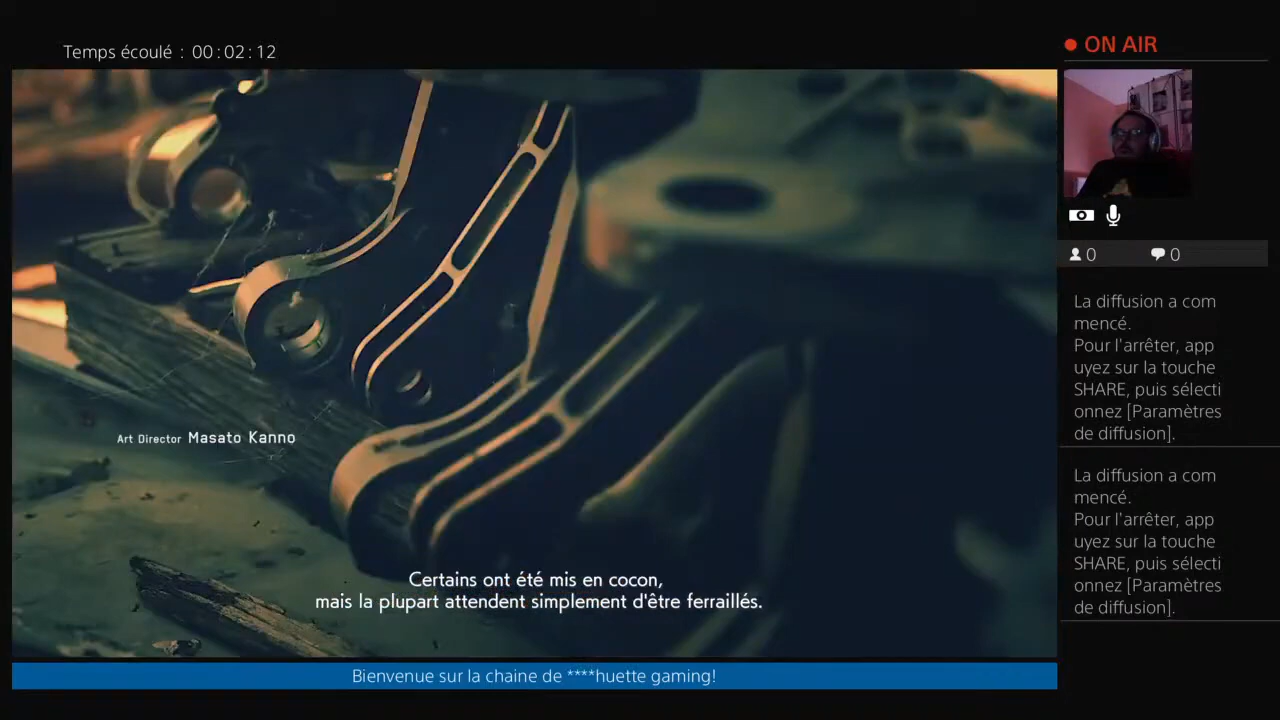 Temps écoulé : 00:02:12
ON AIR
0
0
La diffusion a com
mencé.
Pour l'arrêter, app
uyez sur la touche
SHARE, puis sélecti
onnez [Paramètres
de diffusion].
La diffusion a com
mencé.
Pour l'arrêter, app
uyez sur la touche
SHARE, puis sélecti
onnez [Paramètres
de diffusion].
Art Director Masato Kanno
Certains ont été mis en cocon,
mais la plupart attendent simplement d'être ferraillés.
Bienvenue sur la chaine de ****huette gaming!